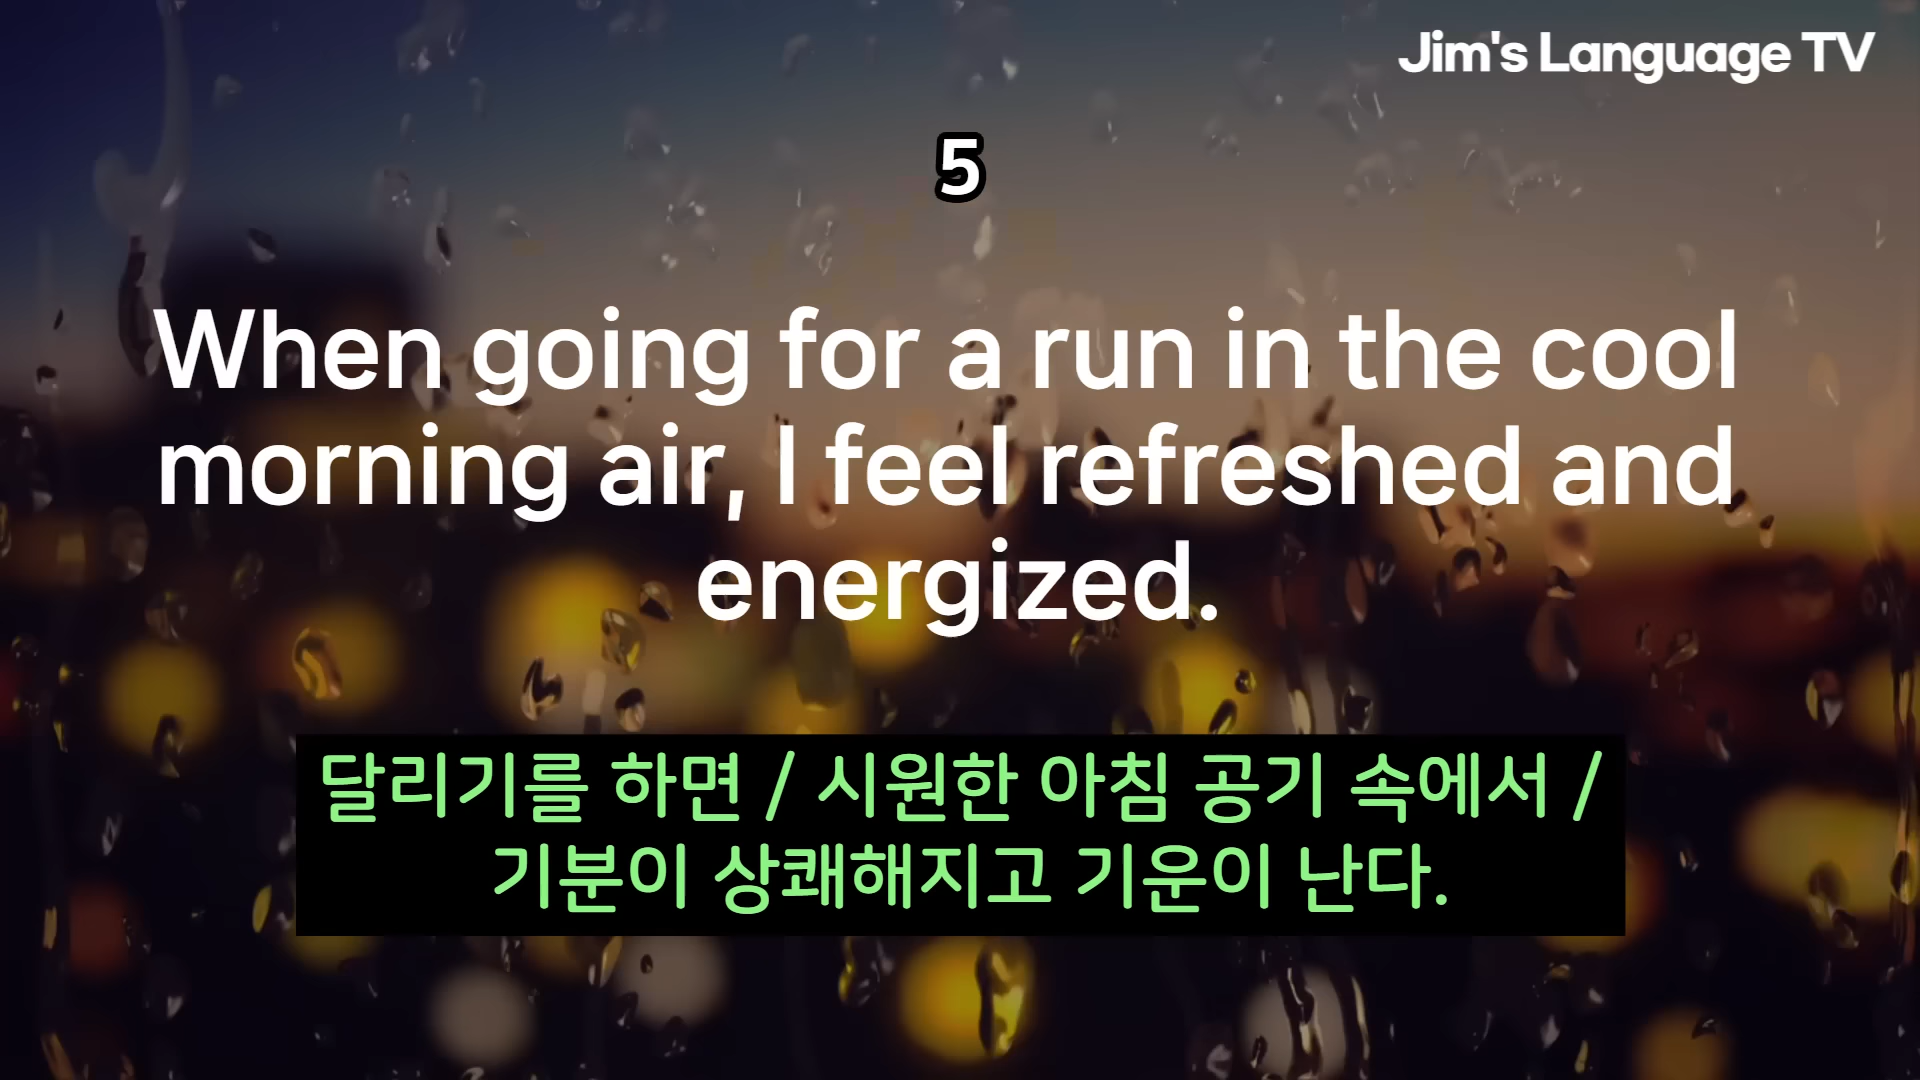 Jim's Language TV
5
When going for a run in the cool
morning air, I feel refreshed and
energized.
달리기를 하면 / 시원한 아침 공기 속에서 /
기분이 상쾌해지고 기운이 난다.